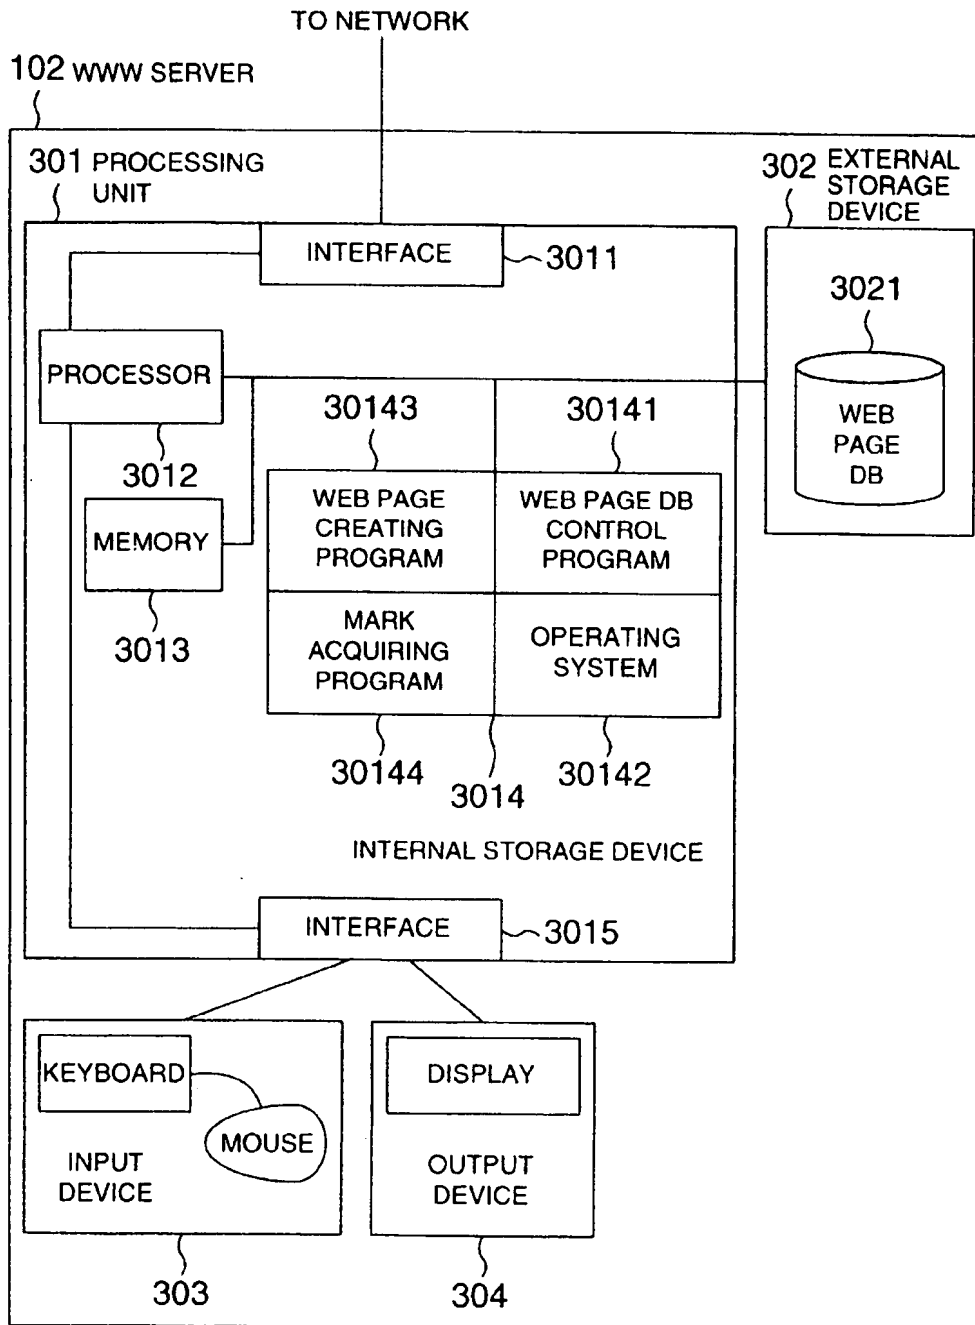 TO NETWORK
102 WWW SERVER
301 PROCESSING
UNIT
302 EXTERNAL
STORAGE
DEVICE
INTERFACE
3011
3021
PROCESSOR
WEB
PAGE
DB
3012
30143
30141
MEMORY
3013
WEB PAGE
CREATING
PROGRAM
WEB PAGE DB
CONTROL
PROGRAM
MARK
ACQUIRING
PROGRAM
OPERATING
SYSTEM
30144
3014
30142
INTERNAL STORAGE DEVICE
INTERFACE
3015
KEYBOARD
MOUSE
INPUT
DEVICE
DISPLAY
OUTPUT
DEVICE
303
304